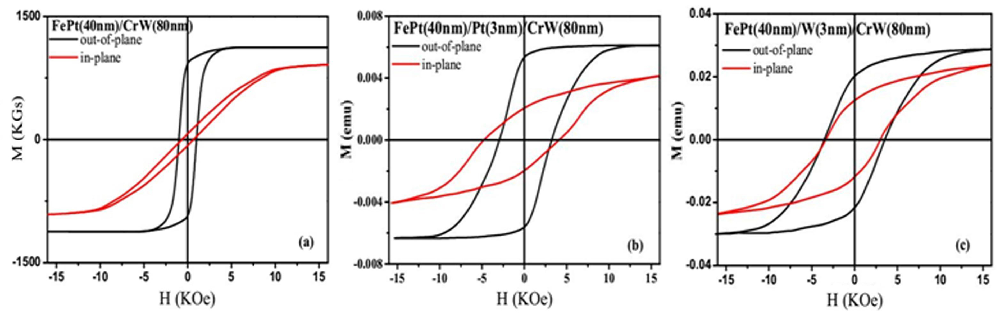 1500
0
-1500
M (KGs)
FePt(40nm)/CrW(80nm)
out-of-plane
in-plane
(a)
-15 -10 -5 0 5 10 15
H (KOe)
0.008
0.004
0.000
-0.004
-0.008
M (emu)
FePt(40nm)/Pt(3nm)/CrW(80nm)
out-of-plane
in-plane
(b)
-15 -10 -5 0 5 10 15
H (KOe)
0.04
0.02
0.00
-0.02
-0.04
M (emu)
FePt(40nm)/W(3nm)/CrW(80nm)
out-of-plane
in-plane
(c)
-15 -10 -5 0 5 10 15
H (KOe)